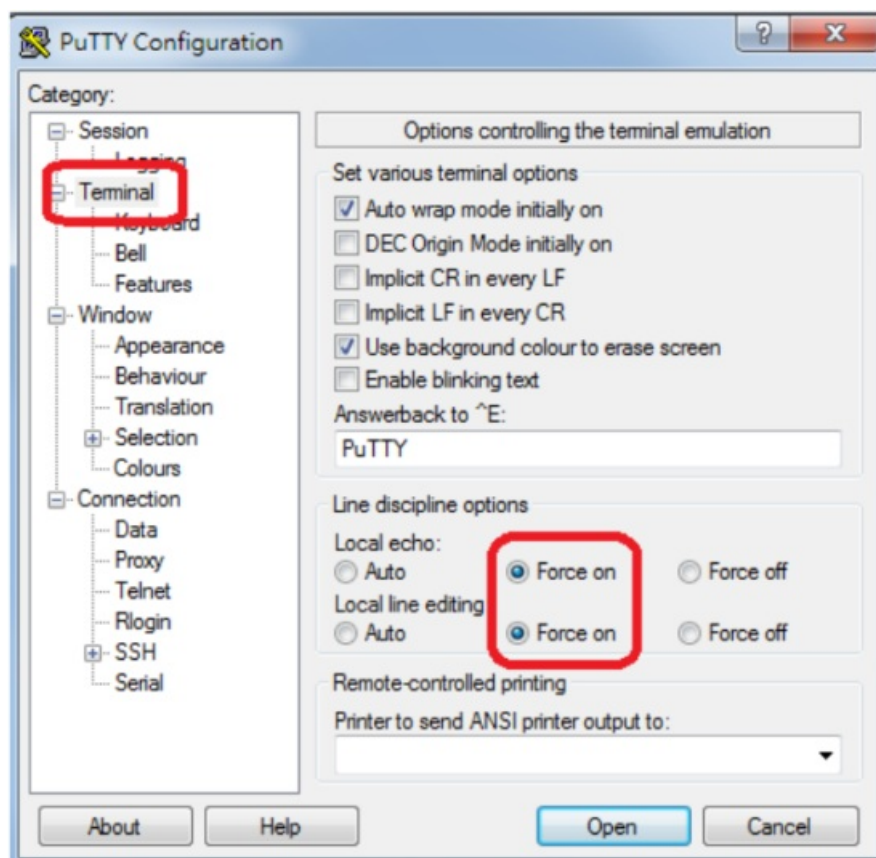 PuTTY Configuration
Category:
Session
Logging
Terminal
Keyboard
Bell
Features
Window
Appearance
Behaviour
Translation
Selection
Colours
Connection
Data
Proxy
Telnet
Rlogin
SSH
Serial
Options controlling the terminal emulation
Set various terminal options
Auto wrap mode initially on
DEC Origin Mode initially on
Implicit CR in every LF
Implicit LF in every CR
Use background colour to erase screen
Enable blinking text
Answerback to ^E:
PuTTY
Line discipline options
Local echo:
Auto Force on Force off
Local line editing
Auto Force on Force off
Remote-controlled printing
Printer to send ANSI printer output to:
About Help Open Cancel